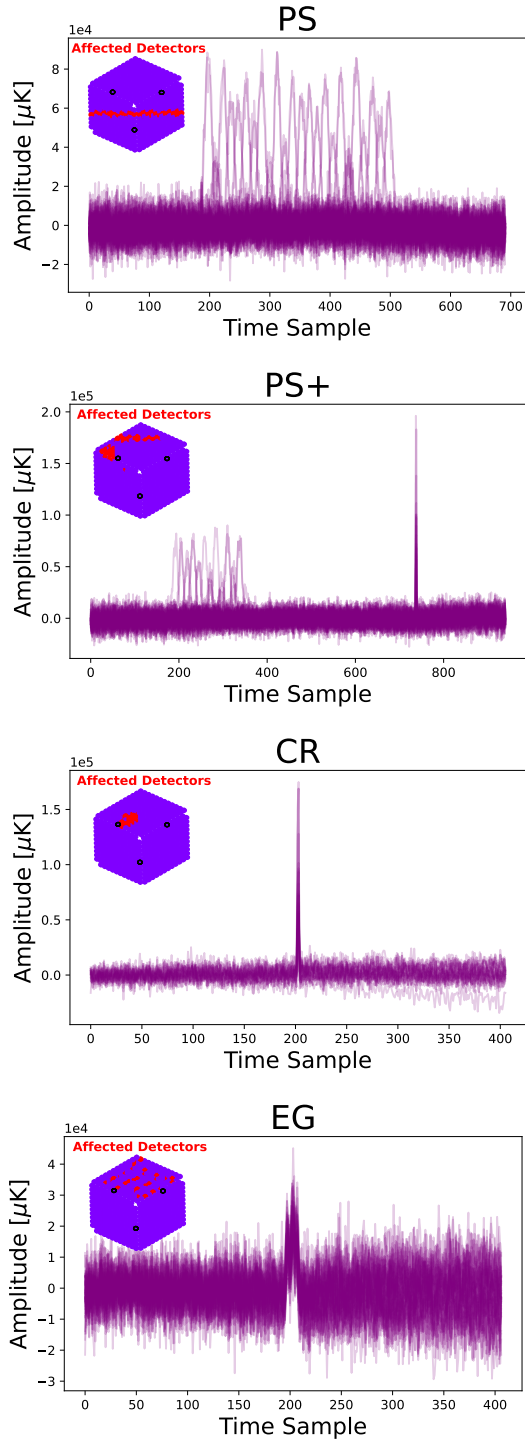 PS
1e4
Affected Detectors
8
6
4
2
0
−2
Amplitude [μK]
0 100 200 300 400 500 600 700
Time Sample
PS+
1e5
Affected Detectors
2.0
1.5
1.0
0.5
0.0
Amplitude [μK]
0 200 400 600 800
Time Sample
CR
1e5
Affected Detectors
1.5
1.0
0.5
0.0
Amplitude [μK]
0 50 100 150 200 250 300 350 400
Time Sample
EG
1e4
Affected Detectors
4
3
2
1
0
−1
−2
−3
Amplitude [μK]
0 50 100 150 200 250 300 350 400
Time Sample